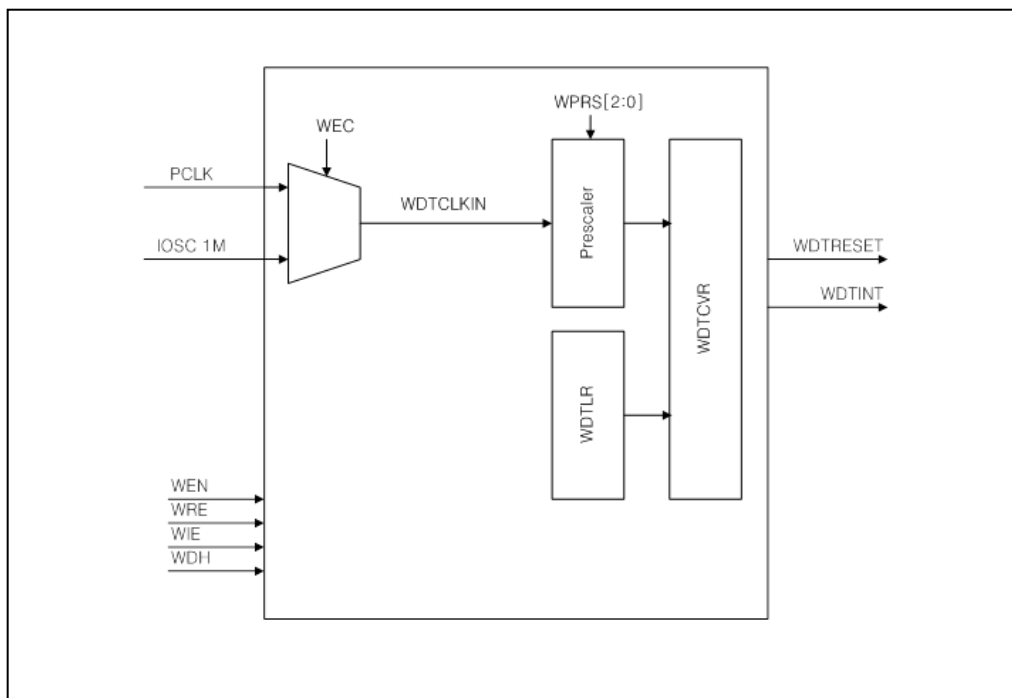 WPRS[2:0]
WEC
PCLK
WDTCLKIN
Prescaler
IOSC 1M
WDTRESET
WDTINT
WDTCVR
WDTLR
WEN
WRE
WIE
WDH